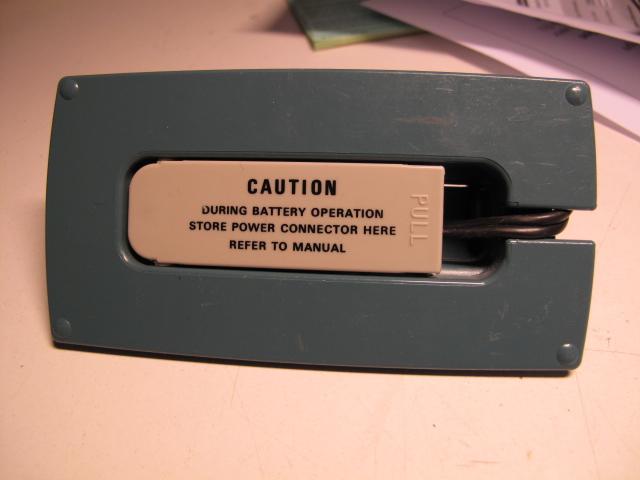 CAUTION
DURING BATTERY OPERATION
STORE POWER CONNECTOR HERE
REFER TO MANUAL
PULL